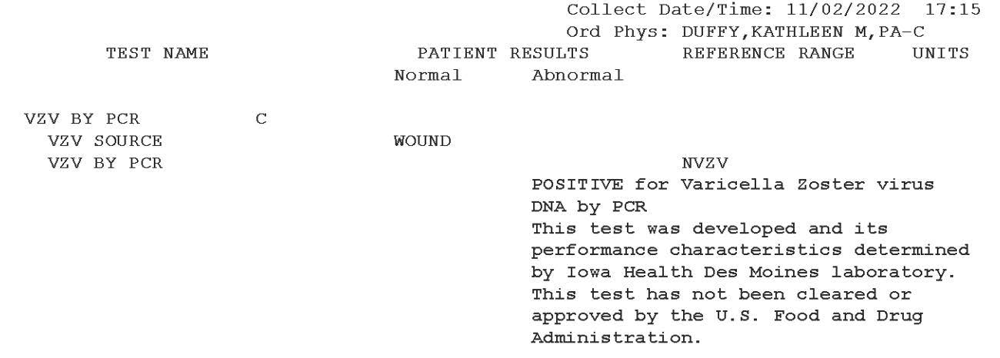 Collect Date/Time: 11/02/2022 17:15
Ord Phys: DUFFY,KATHLEEN M,PA-C
TEST NAME PATIENT RESULTS REFERENCE RANGE UNITS
Normal Abnormal
VZV BY PCR C
VZV SOURCE WOUND
VZV BY PCR NVZV
POSITIVE for Varicella Zoster virus
DNA by PCR
This test was developed and its
performance characteristics determined
by Iowa Health Des Moines laboratory.
This test has not been cleared or
approved by the U.S. Food and Drug
Administration.